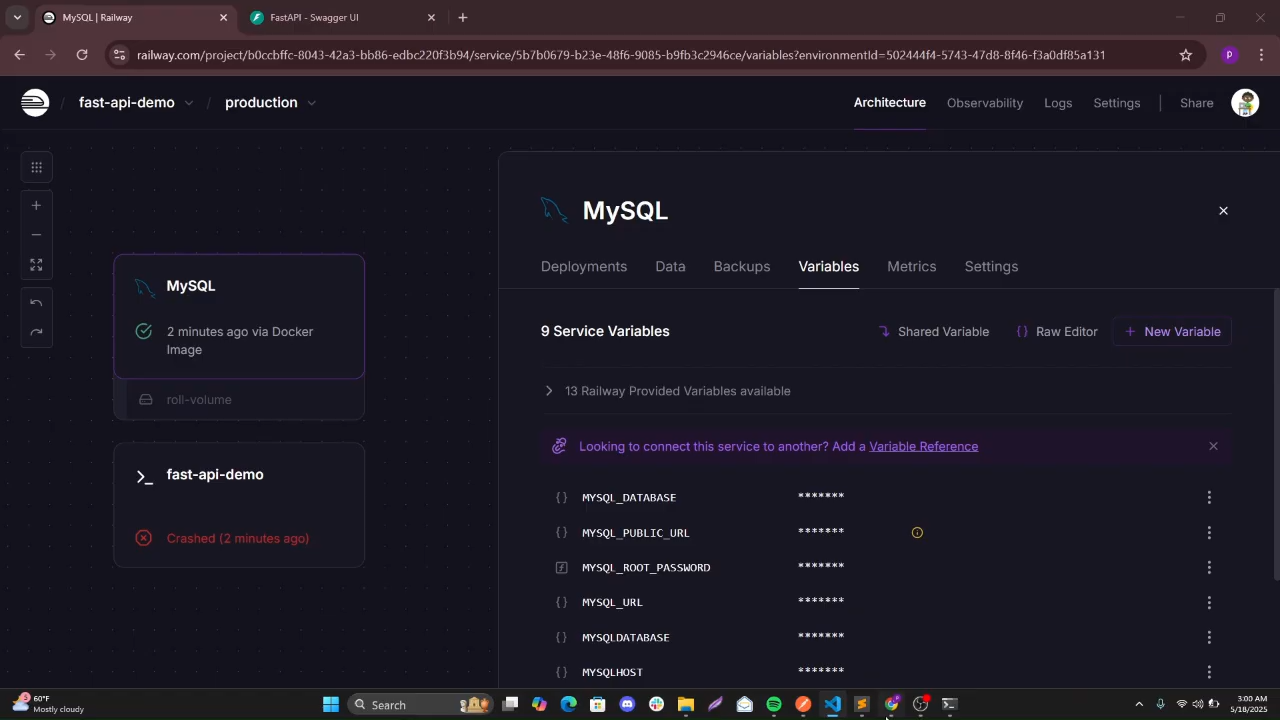 MySQL | Railway
FastAPI - Swagger UI
railway.com/project/b0ccbffc-8043-42a3-bb86-edbc220f3b94/service/5b7b0679-b23e-48f6-9085-b9fb3c2946ce/variables?environmentId=502444f4-5743-47d8-8f46-f3a0df85a131
p
/ fast-api-demo / production
Architecture Observability Logs Settings Share
MySQL
2 minutes ago via Docker
Image
roll-volume
fast-api-demo
Crashed (2 minutes ago)
MySQL
Deployments Data Backups Variables Metrics Settings
9 Service Variables Shared Variable {} Raw Editor + New Variable
13 Railway Provided Variables available
Looking to connect this service to another? Add a Variable Reference
{} MYSQL_DATABASE *******
{} MYSQL_PUBLIC_URL *******
MYSQL_ROOT_PASSWORD *******
{} MYSQL_URL *******
{} MYSQLDATABASE *******
{} MYSQLHOST *******
3
60°F
Mostly cloudy
Search
3:00 AM
5/18/2025